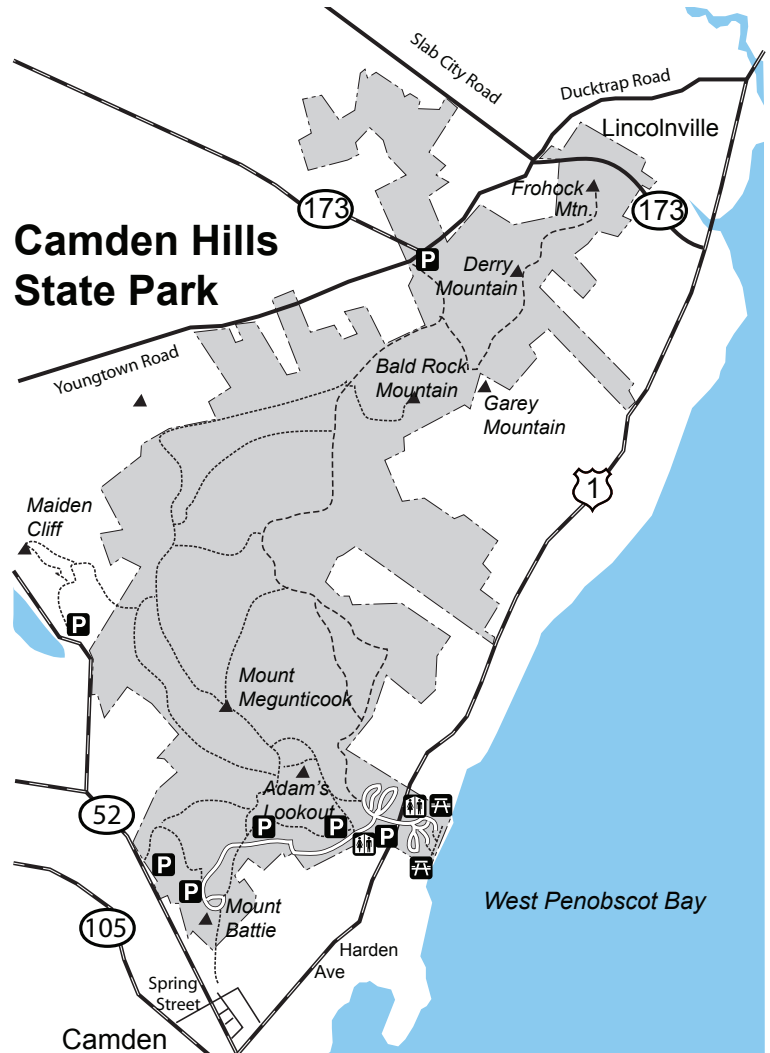 Slab City Road
Ducktrap Road
Lincolnville
Frohock
Mtn.
173
173
Camden Hills
State Park
P
Derry
Mountain
Youngtown Road
Bald Rock
Mountain
Garey
Mountain
1
Maiden
Cliff
P
Mount
Megunticook
Adam's
Lookout
52
P
P
P
P
P
Mount
Battie
West Penobscot Bay
105
Harden
Ave
Spring
Street
Camden